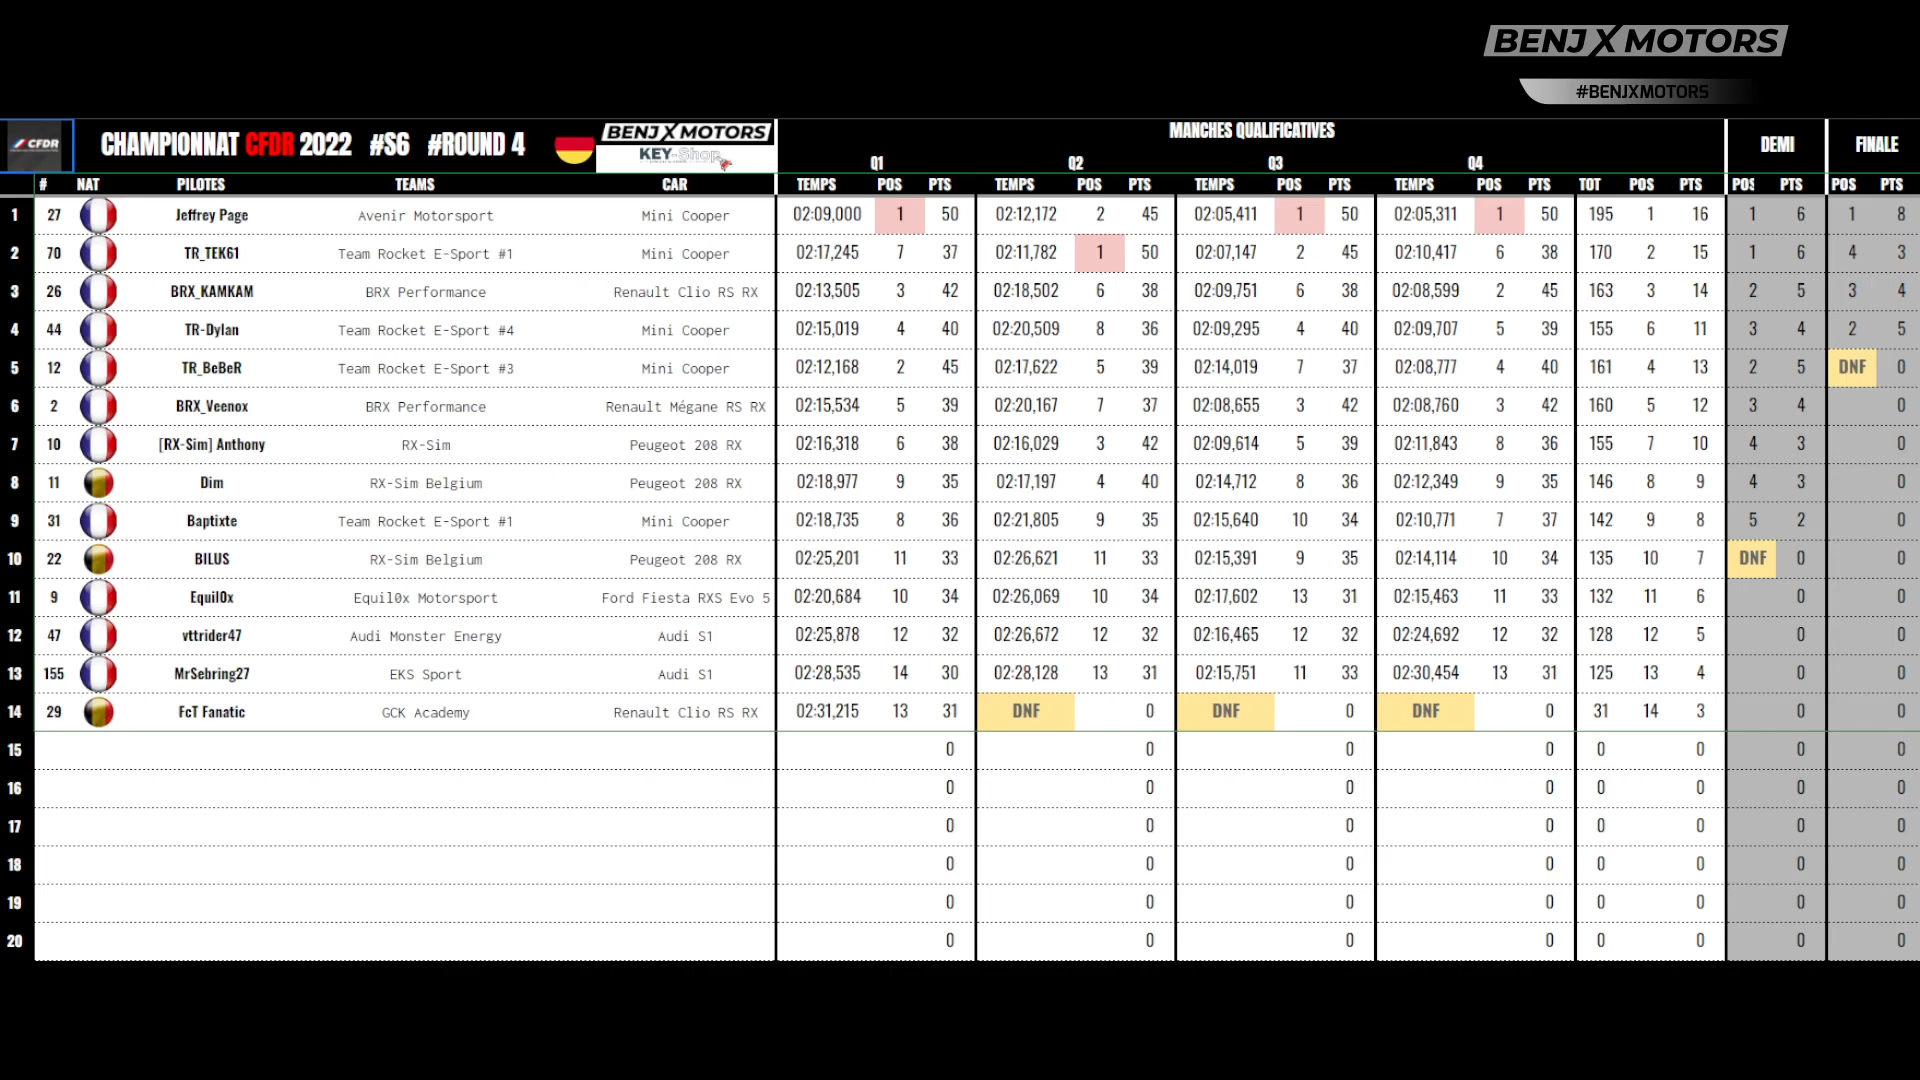 BENJ X MOTORS
#BENJXMOTORS
CFDR CHAMPIONNAT CFDR 2022 #S6 #ROUND 4 BENJ X MOTORS MANCHES QUALIFICATIVES DEMI FINALE
KEY-Shop Q1 Q2 Q3 Q4
# NAT PILOTES TEAMS CAR TEMPS POS PTS TEMPS POS PTS TEMPS POS PTS TEMPS POS PTS TOT POS PTS POS PTS POS PTS
1 27 Jeffrey Page Avenir Motorsport Mini Cooper 02:09,000 1 50 02:12,172 2 45 02:05,411 1 50 02:05,311 1 50 195 1 16 1 6 1 8
2 70 TR_TEK61 Team Rocket E-Sport #1 Mini Cooper 02:17,245 7 37 02:11,782 1 50 02:07,147 2 45 02:10,417 6 38 170 2 15 1 6 4 3
3 26 BRX_KAMKAM BRX Performance Renault Clio RS RX 02:13,505 3 42 02:18,502 6 38 02:09,751 6 38 02:08,599 2 45 163 3 14 2 5 3 4
4 44 TR-Dylan Team Rocket E-Sport #4 Mini Cooper 02:15,019 4 40 02:20,509 8 36 02:09,295 4 40 02:09,707 5 39 155 6 11 3 4 2 5
5 12 TR_BeBeR Team Rocket E-Sport #3 Mini Cooper 02:12,168 2 45 02:17,622 5 39 02:14,019 7 37 02:08,777 4 40 161 4 13 2 5 DNF 0
6 2 BRX_Veenox BRX Performance Renault Mégane RS RX 02:15,534 5 39 02:20,167 7 37 02:08,655 3 42 02:08,760 3 42 160 5 12 3 4 0
7 10 [RX-Sim] Anthony RX-Sim Peugeot 208 RX 02:16,318 6 38 02:16,029 3 42 02:09,614 5 39 02:11,843 8 36 155 7 10 4 3 0
8 11 Dim RX-Sim Belgium Peugeot 208 RX 02:18,977 9 35 02:17,197 4 40 02:14,712 8 36 02:12,349 9 35 146 8 9 4 3 0
9 31 Baptixte Team Rocket E-Sport #1 Mini Cooper 02:18,735 8 36 02:21,805 9 35 02:15,640 10 34 02:10,771 7 37 142 9 8 5 2 0
10 22 BILUS RX-Sim Belgium Peugeot 208 RX 02:25,201 11 33 02:26,621 11 33 02:15,391 9 35 02:14,114 10 34 135 10 7 DNF 0 0
11 9 Equil0x Equil0x Motorsport Ford Fiesta RXS Evo 5 02:20,684 10 34 02:26,069 10 34 02:17,602 13 31 02:15,463 11 33 132 11 6 0 0
12 47 vttrider47 Audi Monster Energy Audi S1 02:25,878 12 32 02:26,672 12 32 02:16,465 12 32 02:24,692 12 32 128 12 5 0 0
13 155 MrSebring27 EKS Sport Audi S1 02:28,535 14 30 02:28,128 13 31 02:15,751 11 33 02:30,454 13 31 125 13 4 0 0
14 29 FcT Fanatic GCK Academy Renault Clio RS RX 02:31,215 13 31 DNF 0 DNF 0 DNF 0 31 14 3 0 0
15 0 0 0 0 0 0 0 0
16 0 0 0 0 0 0 0 0
17 0 0 0 0 0 0 0 0
18 0 0 0 0 0 0 0 0
19 0 0 0 0 0 0 0 0
20 0 0 0 0 0 0 0 0